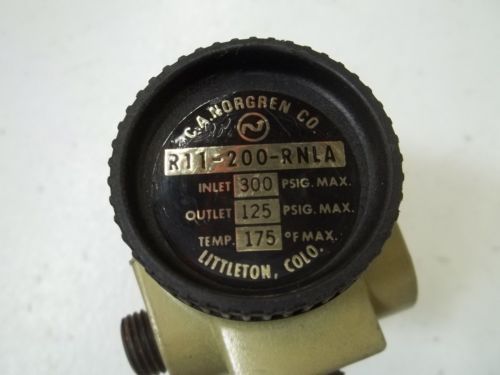 C.A.NORGREN CO.
R11-200-RNLA
INLET 300 PSIG. MAX.
OUTLET 125 PSIG. MAX.
TEMP. 175 °F MAX.
LITTLETON, COLO.